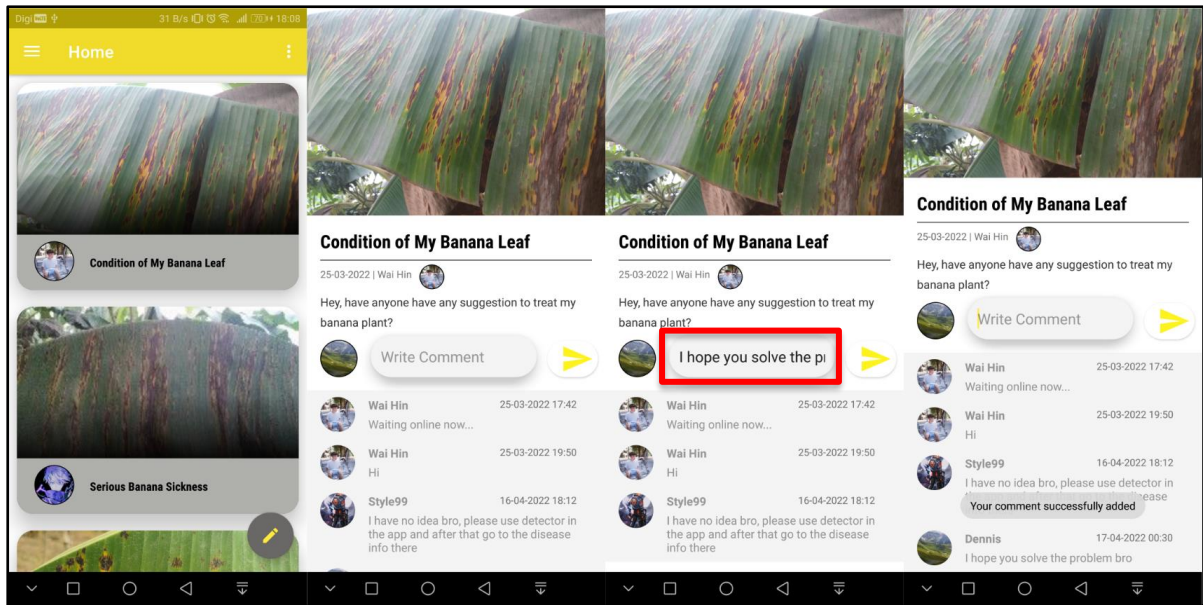 Digi 31 B/s 18:08
Home
Condition of My Banana Leaf
Serious Banana Sickness
Condition of My Banana Leaf
25-03-2022 | Wai Hin
Hey, have anyone have any suggestion to treat my
banana plant?
Write Comment
Wai Hin 25-03-2022 17:42
Waiting online now...
Wai Hin 25-03-2022 19:50
Hi
Style99 16-04-2022 18:12
I have no idea bro, please use detector in
the app and after that go to the disease
info there
Condition of My Banana Leaf
25-03-2022 | Wai Hin
Hey, have anyone have any suggestion to treat my
banana plant?
I hope you solve the
Wai Hin 25-03-2022 17:42
Waiting online now...
Wai Hin 25-03-2022 19:50
Hi
Style99 16-04-2022 18:12
I have no idea bro, please use detector in
the app and after that go to the disease
info there
Condition of My Banana Leaf
25-03-2022 | Wai Hin
Hey, have anyone have any suggestion to treat my
banana plant?
Write Comment
Wai Hin 25-03-2022 17:42
Waiting online now...
Wai Hin 25-03-2022 19:50
Hi
Style99 16-04-2022 18:12
I have no idea bro, please use detector in
Your comment successfully added
Dennis 17-04-2022 00:30
I hope you solve the problem bro